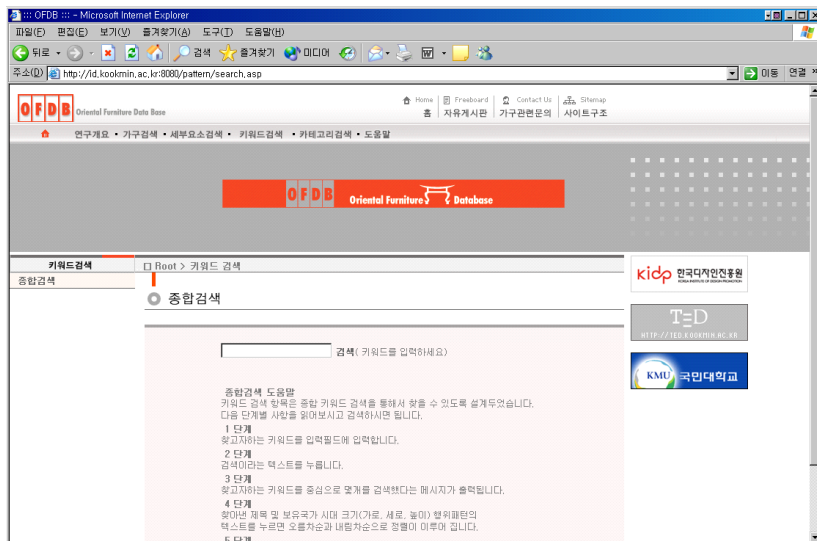 ::: OFDB ::: - Microsoft Internet Explorer
파일(F) 편집(E) 보기(V) 즐겨찾기(A) 도구(T) 도움말(H)
뒤로 검색 즐겨찾기 미디어
주소(D) http://id.kookmin.ac.kr:8080/pattern/search.asp 이동 연결 »
OFDB Oriental Furniture Data Base
Home Freeboard Contact Us Sitemap
홈 자유게시판 가구관련문의 사이트구조
연구개요 • 가구검색 • 세부요소검색 • 키워드검색 • 카테고리검색 • 도움말
OFDB Oriental Furniture Database
키워드검색
종합검색
Root > 키워드 검색
종합검색
검색( 키워드를 입력하세요)
종합검색 도움말
키워드 검색 항목은 종합 키워드 검색을 통해서 찾을 수 있도록 설계두었습니다.
다음 단계별 사항을 읽어보시고 검색하시면 됩니다.
1 단계
찾고자하는 키워드를 입력필드에 입력합니다.
2 단계
검색이라는 텍스트를 누릅니다.
3 단계
찾고자하는 키워드를 중심으로 몇개를 검색했다는 메시지가 출력됩니다.
4 단계
찾아낸 제목 및 보유국가 시대 크기(가로, 세로, 높이) 행위패턴의
텍스트를 누르면 오름차순과 내림차순으로 정렬이 이루어 집니다.
5 단계
kidp 한국디자인진흥원
KOREA INSTITUTE OF DESIGN PROMOTION
TED
HTTP://TED.KOOKMIN.AC.KR
KMU 국민대학교